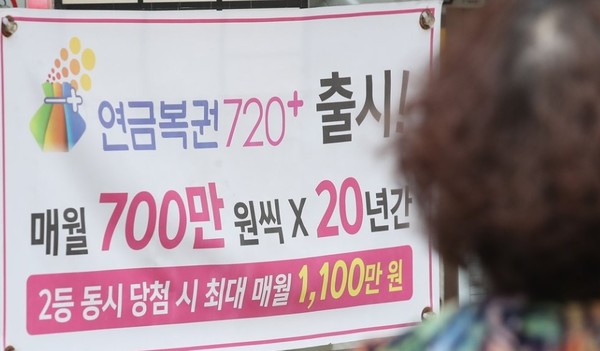 연금복권720+ 출시!
매월 700만 원씩 X 20년간
2등 동시 당첨 시 최대 매월 1,100만 원